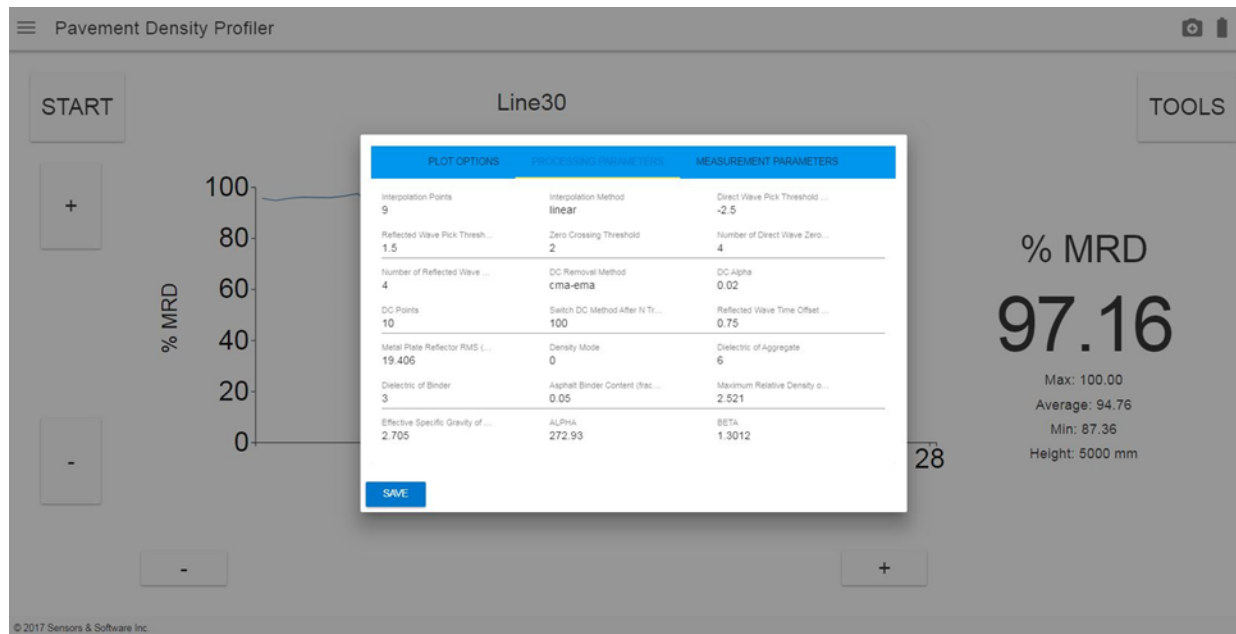 Pavement Density Profiler
START
Line30
TOOLS
PLOT OPTIONS PROCESSING PARAMETERS MEASUREMENT PARAMETERS
Interpolation Points Interpolation Method Direct Wave Pick Threshold ...
9 linear -2.5
Reflected Wave Pick Thresh... Zero Crossing Threshold Number of Direct Wave Zero...
1.5 2 4
Number of Reflected Wave ... DC Removal Method DC Alpha
4 cma-ema 0.02
DC Points Switch DC Method After N Tr... Reflected Wave Time Offset ...
10 100 0.75
Metal Plate Reflector RMS (... Density Mode Dielectric of Aggregate
19.406 0 6
Dielectric of Binder Asphalt Binder Content (frac... Maximum Relative Density o...
3 0.05 2.521
Effective Specific Gravity of ... ALPHA BETA
2.705 272.93 1.3012
SAVE
+
-
% MRD
100
80
60
40
20
0
28
-
+
% MRD
97.16
Max: 100.00
Average: 94.76
Min: 87.36
Height: 5000 mm
© 2017 Sensors & Software Inc.